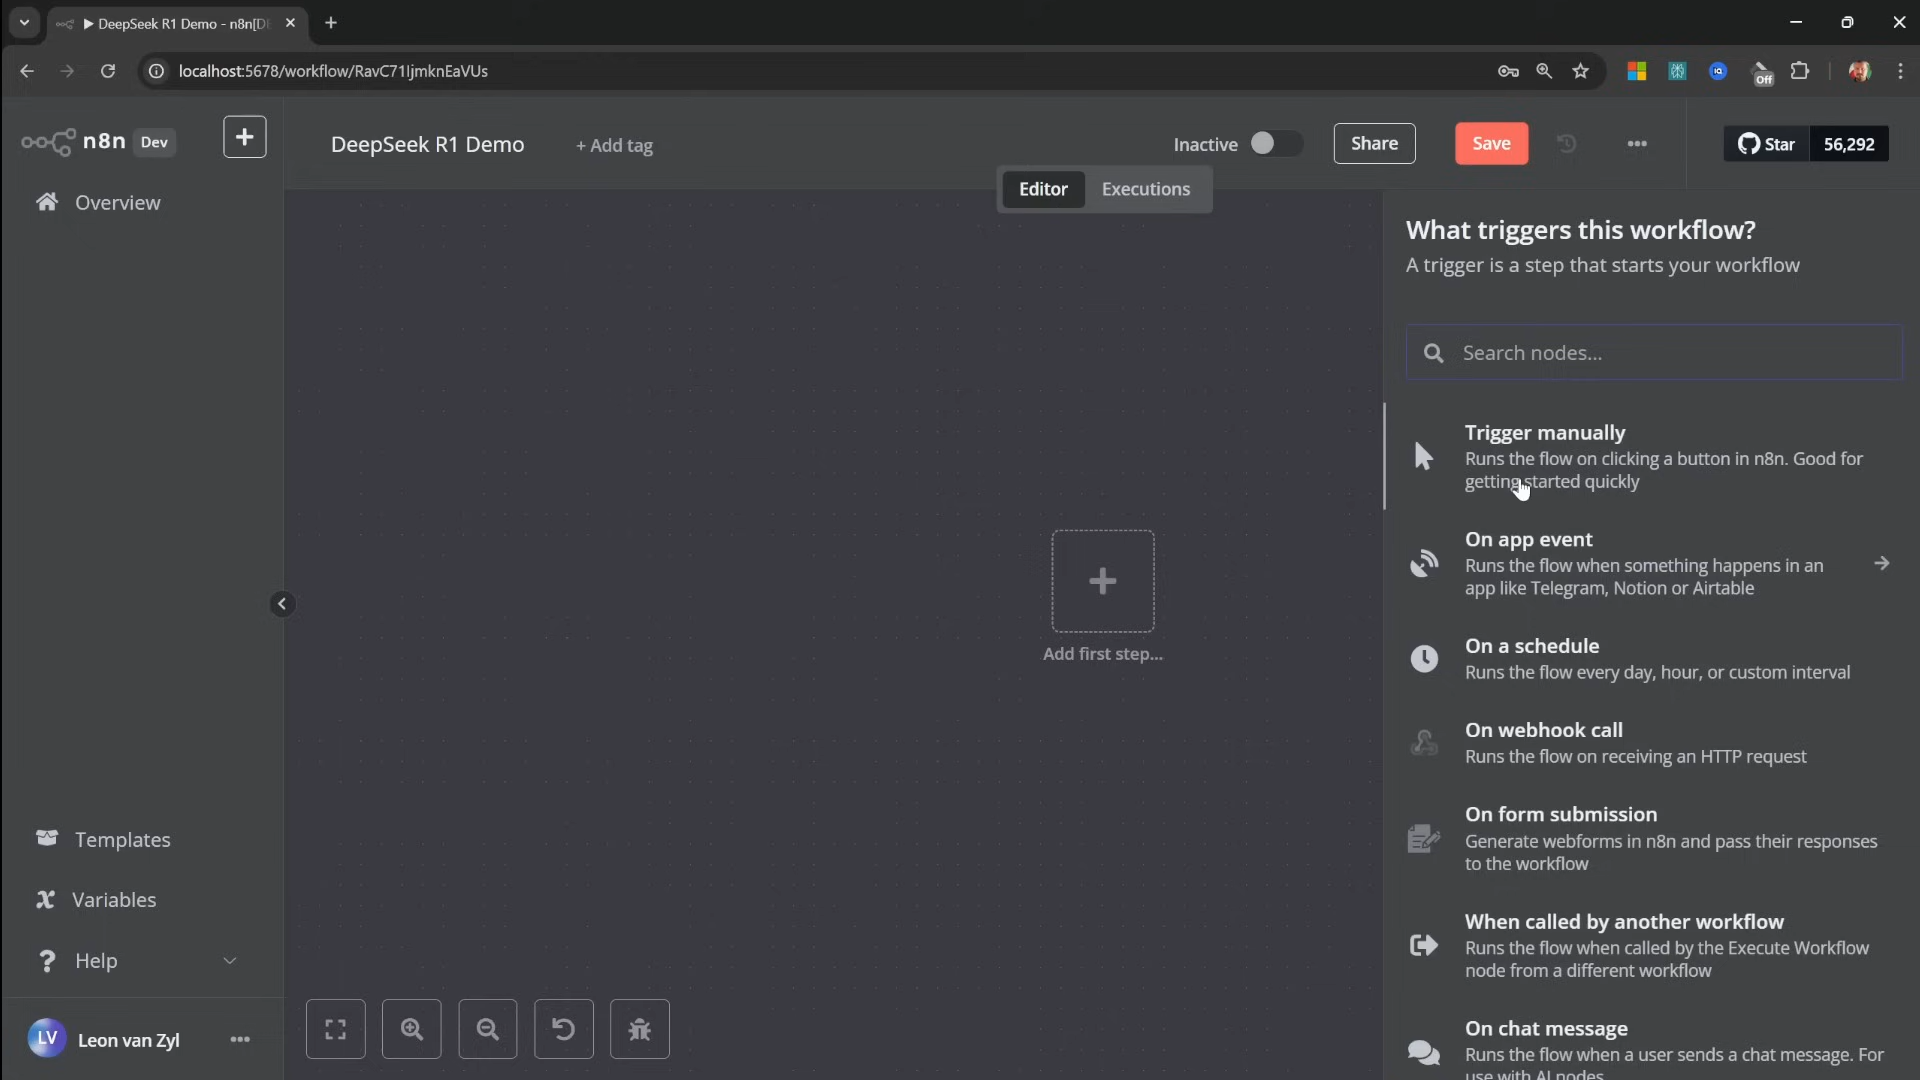 DeepSeek R1 Demo - n8n[DE
localhost:5678/workflow/RavC71IjmknEaVUs
Off
n8n Dev
DeepSeek R1 Demo
+ Add tag
Inactive
Share
Save
Star
56,292
Editor
Executions
Overview
What triggers this workflow?
A trigger is a step that starts your workflow
Search nodes...
Trigger manually
Runs the flow on clicking a button in n8n. Good for
getting started quickly
On app event
Runs the flow when something happens in an
app like Telegram, Notion or Airtable
On a schedule
Runs the flow every day, hour, or custom interval
On webhook call
Runs the flow on receiving an HTTP request
On form submission
Generate webforms in n8n and pass their responses
to the workflow
When called by another workflow
Runs the flow when called by the Execute Workflow
node from a different workflow
On chat message
Runs the flow when a user sends a chat message. For
use with AI nodes
Add first step...
Templates
Variables
Help
LV
Leon van Zyl